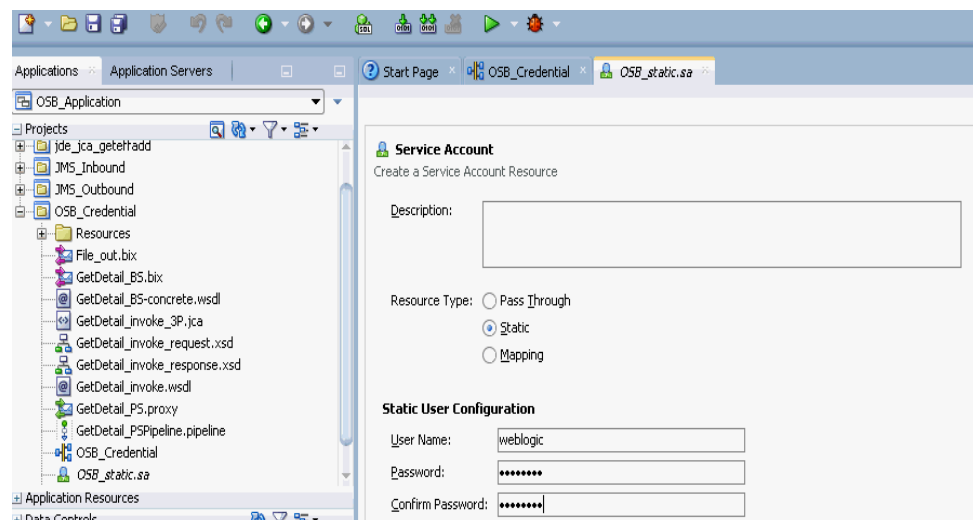 Applications
Application Servers
Start Page
OSB_Credential
OSB_static.sa
OSB_Application
Projects
jde_jca_geteffadd
JMS_Inbound
JMS_Outbound
OSB_Credential
Resources
File_out.bix
GetDetail_BS.bix
GetDetail_BS-concrete.wsdl
GetDetail_invoke_3P.jca
GetDetail_invoke_request.xsd
GetDetail_invoke_response.xsd
GetDetail_invoke.wsdl
GetDetail_PS.proxy
GetDetail_PSPipeline.pipeline
OSB_Credential
OSB_static.sa
Application Resources
Data Controls
Service Account
Create a Service Account Resource
Description:
Resource Type: Pass Through
Static
Mapping
Static User Configuration
User Name: weblogic
Password: ••••••••
Confirm Password: ••••••••